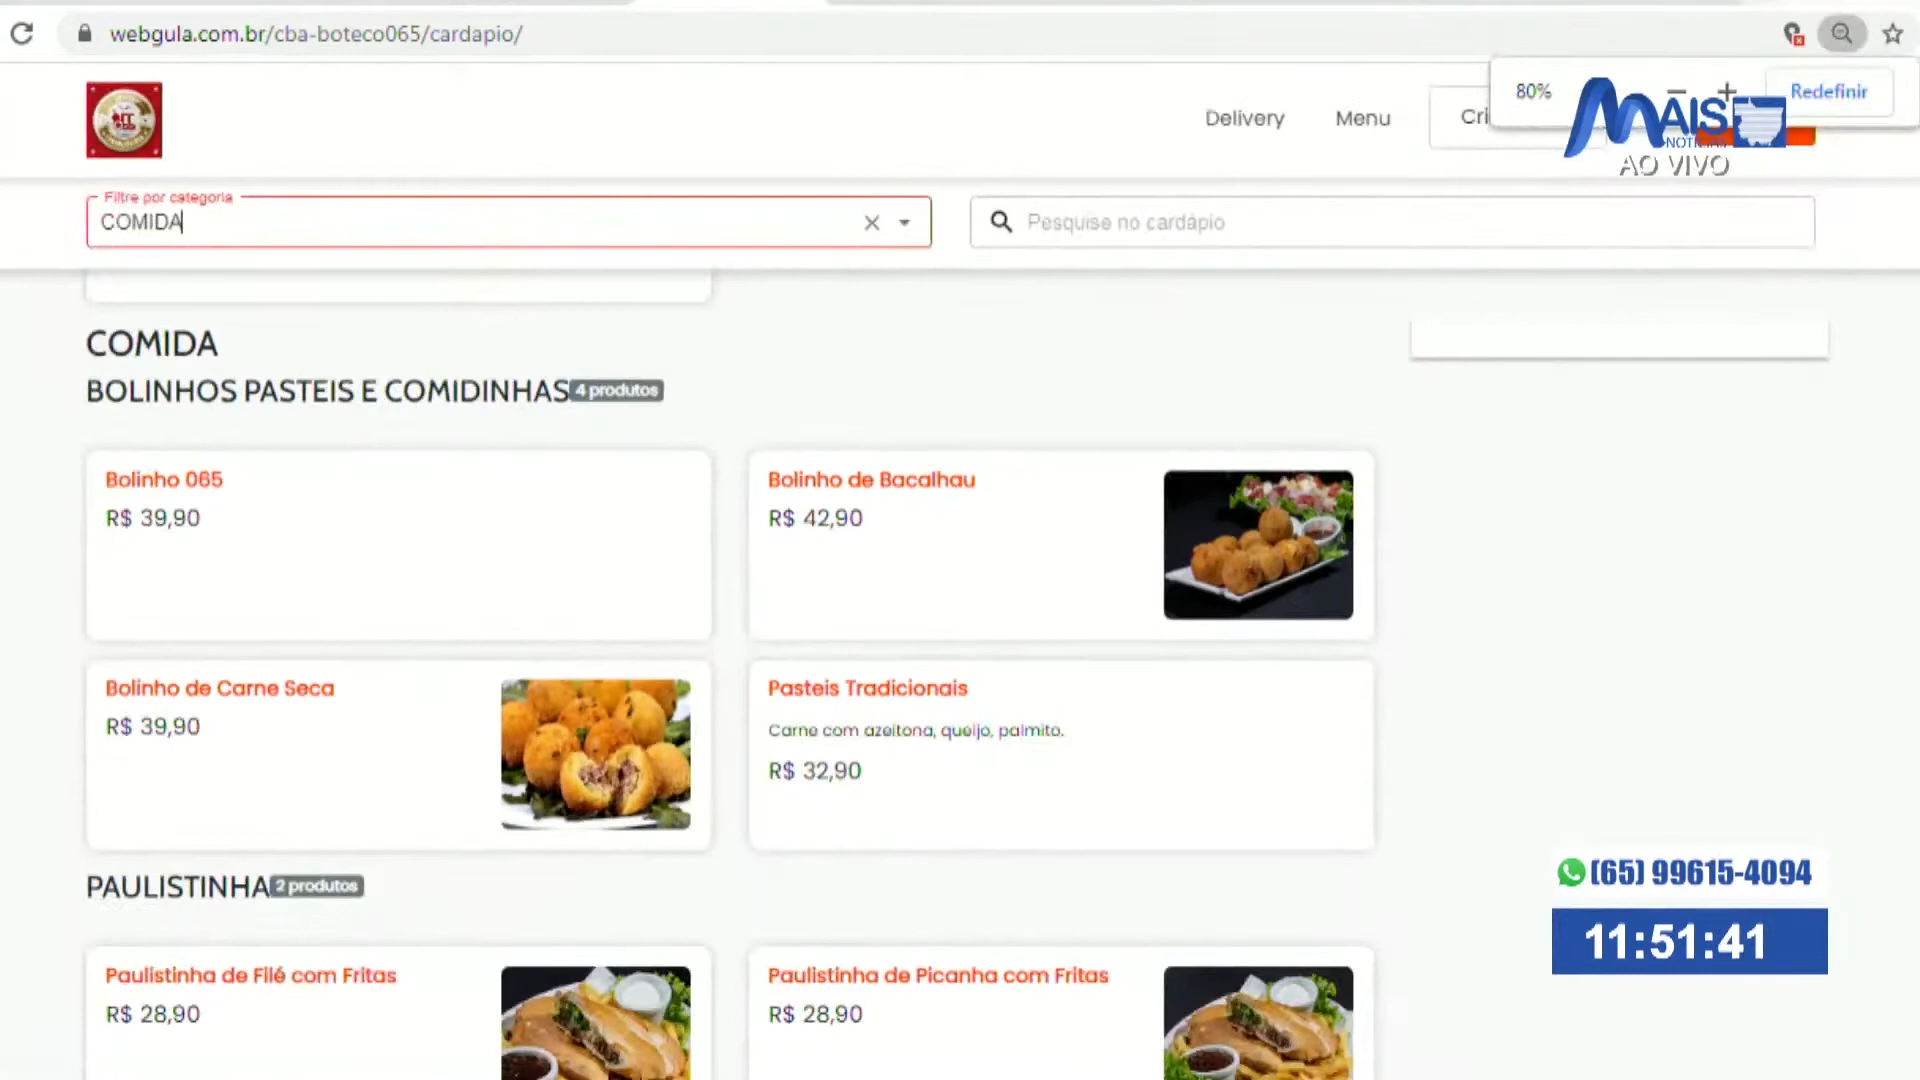 webgula.com.br/cba-boteco065/cardapio/
80%
Redefinir
MAIS
NOTÍCIAS
AO VIVO
Delivery
Menu
Cri
Filtre por categoria
COMIDA
Pesquise no cardápio
COMIDA
BOLINHOS PASTEIS E COMIDINHAS 4 produtos
Bolinho 065
R$ 39,90
Bolinho de Bacalhau
R$ 42,90
Bolinho de Carne Seca
R$ 39,90
Pasteis Tradicionais
Carne com azeitona, queijo, palmito.
R$ 32,90
PAULISTINHA 2 produtos
(65) 99615-4094
11:51:41
Paulistinha de Filé com Fritas
R$ 28,90
Paulistinha de Picanha com Fritas
R$ 28,90